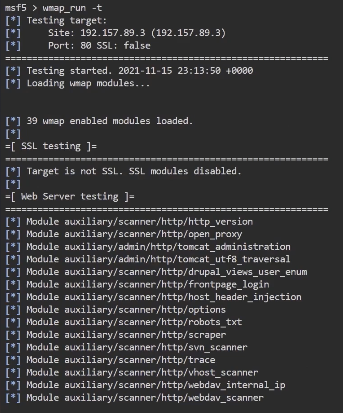 msf5 > wmap_run -t
[*] Testing target:
[*]     Site: 192.157.89.3 (192.157.89.3)
[*]     Port: 80 SSL: false
============================================================
[*] Testing started. 2021-11-15 23:13:50 +0000
[*] Loading wmap modules...
[*] 39 wmap enabled modules loaded.
[*]
=[ SSL testing ]=
============================================================
[*] Target is not SSL. SSL modules disabled.
[*]
=[ Web Server testing ]=
============================================================
[*] Module auxiliary/scanner/http/http_version
[*] Module auxiliary/scanner/http/open_proxy
[*] Module auxiliary/admin/http/tomcat_administration
[*] Module auxiliary/admin/http/tomcat_utf8_traversal
[*] Module auxiliary/scanner/http/drupal_views_user_enum
[*] Module auxiliary/scanner/http/frontpage_login
[*] Module auxiliary/scanner/http/host_header_injection
[*] Module auxiliary/scanner/http/options
[*] Module auxiliary/scanner/http/robots_txt
[*] Module auxiliary/scanner/http/scraper
[*] Module auxiliary/scanner/http/svn_scanner
[*] Module auxiliary/scanner/http/trace
[*] Module auxiliary/scanner/http/vhost_scanner
[*] Module auxiliary/scanner/http/webdav_internal_ip
[*] Module auxiliary/scanner/http/webdav_scanner